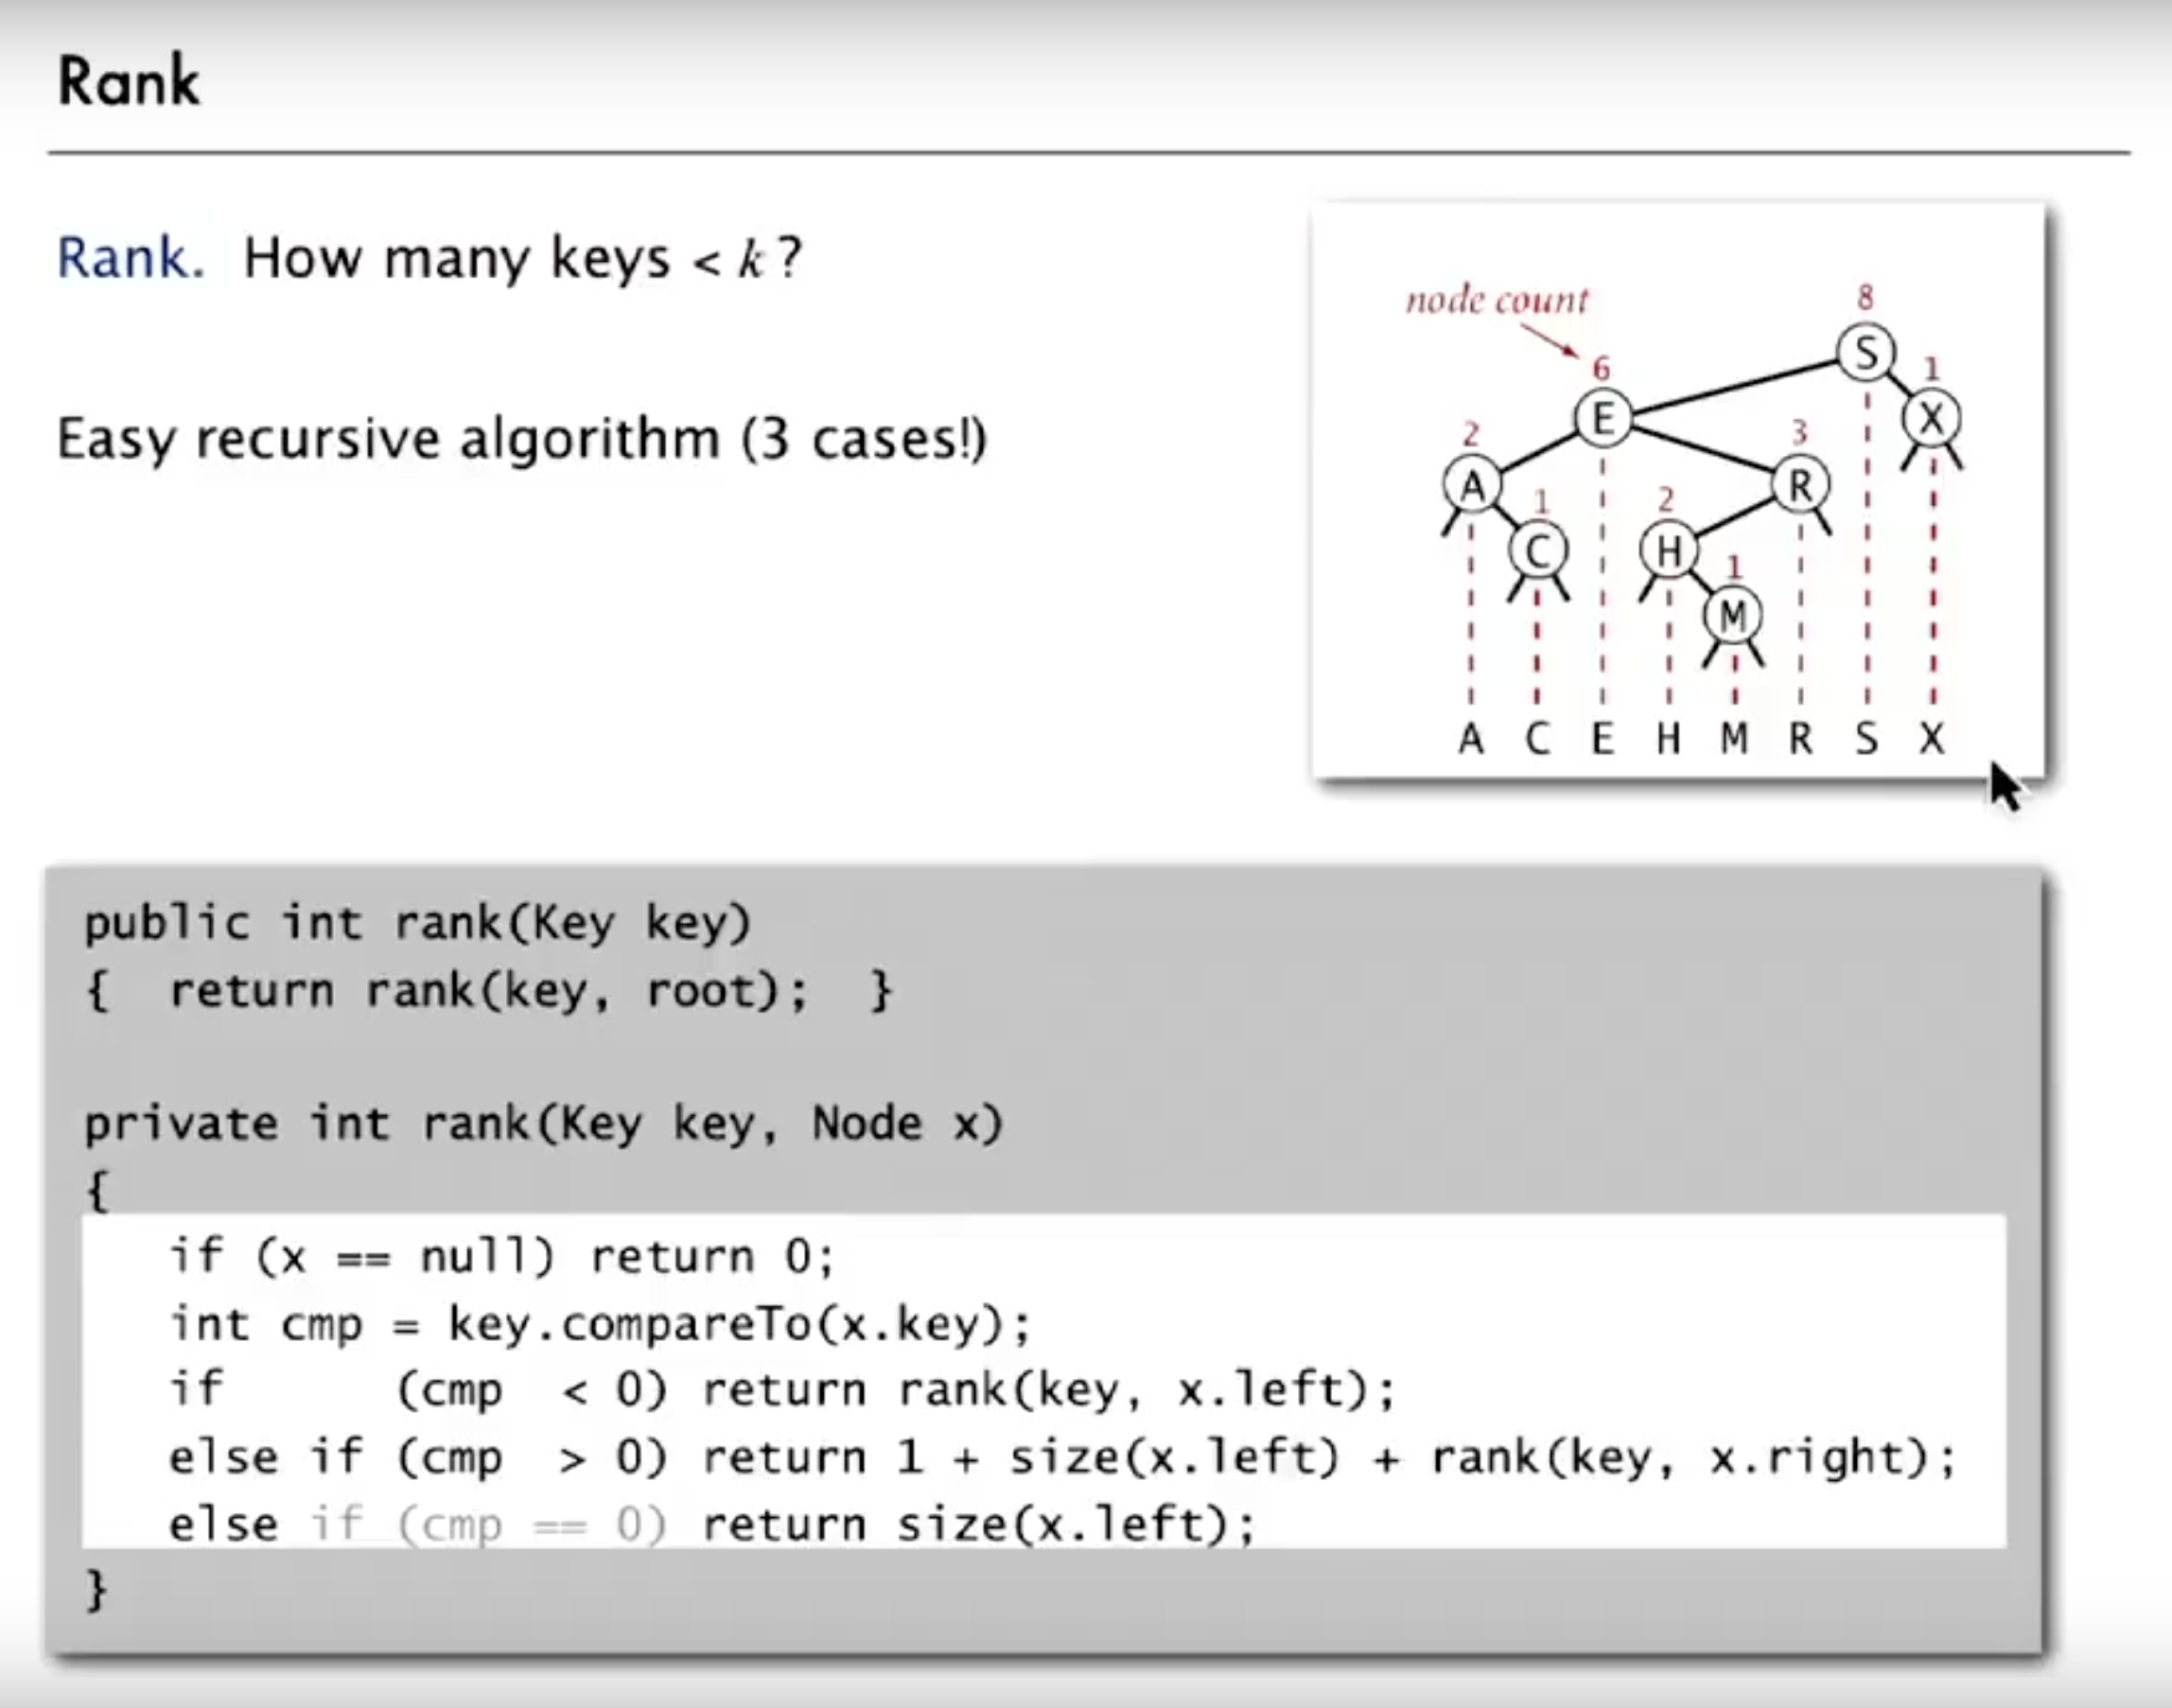 Rank
Rank. How many keys < k ?
Easy recursive algorithm (3 cases!)
node count
8
S
6
1
E
X
2
3
A
R
1
2
C
H
1
M
A C E H M R S X
public int rank(Key key)
{ return rank(key, root); }
private int rank(Key key, Node x)
{
if (x == null) return 0;
int cmp = key.compareTo(x.key);
if (cmp < 0) return rank(key, x.left);
else if (cmp > 0) return 1 + size(x.left) + rank(key, x.right);
else if (cmp == 0) return size(x.left);
}